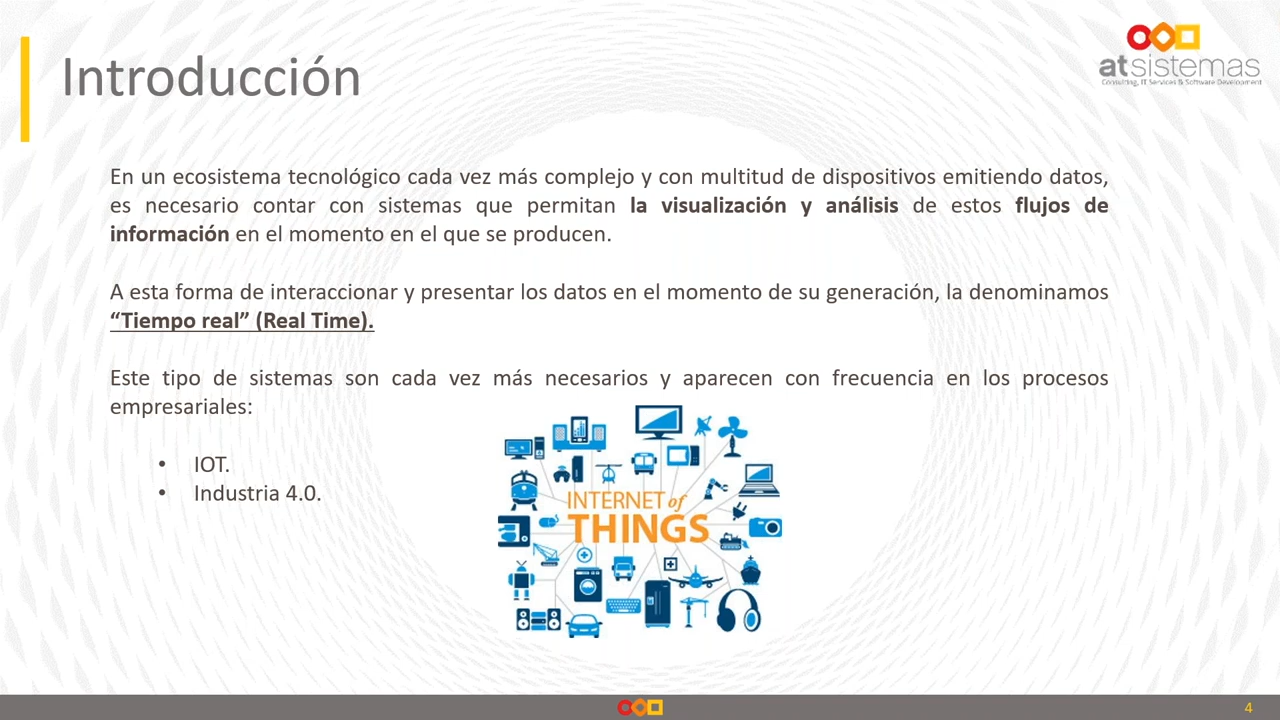 Introducción
atsistemas
Consulting, IT Services & Software Development
En un ecosistema tecnológico cada vez más complejo y con multitud de dispositivos emitiendo datos,
es necesario contar con sistemas que permitan la visualización y análisis de estos flujos de
información en el momento en el que se producen.
A esta forma de interaccionar y presentar los datos en el momento de su generación, la denominamos
“Tiempo real” (Real Time).
Este tipo de sistemas son cada vez más necesarios y aparecen con frecuencia en los procesos
empresariales:
• IOT.
• Industria 4.0.
INTERNET of
THINGS
4